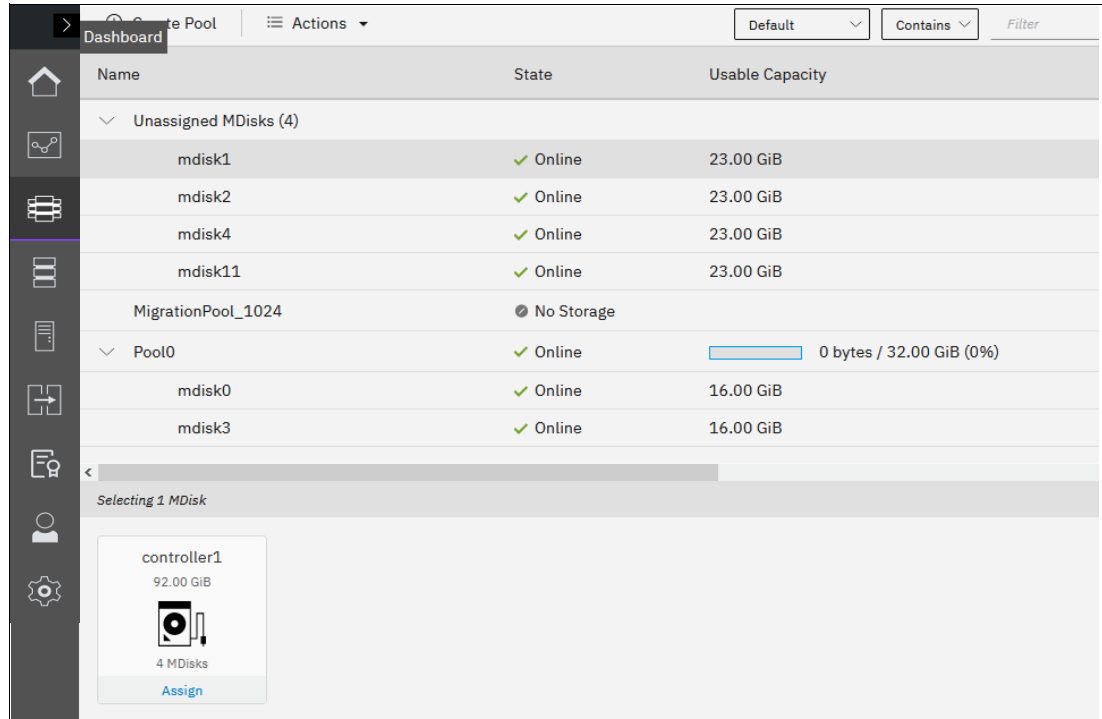 Create Pool Actions Default Contains Filter
Dashboard
Name State Usable Capacity
Unassigned MDisks (4)
mdisk1 Online 23.00 GiB
mdisk2 Online 23.00 GiB
mdisk4 Online 23.00 GiB
mdisk11 Online 23.00 GiB
MigrationPool_1024 No Storage
Pool0 Online 0 bytes / 32.00 GiB (0%)
mdisk0 Online 16.00 GiB
mdisk3 Online 16.00 GiB
Selecting 1 MDisk
controller1
92.00 GiB
4 MDisks
Assign